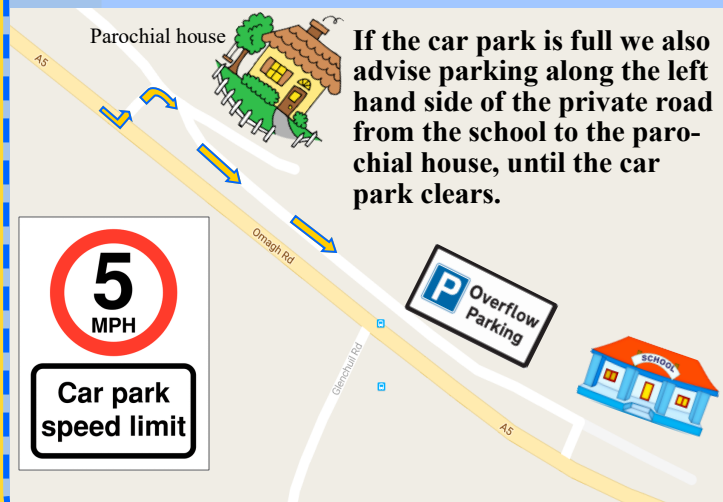 Parochial house
If the car park is full we also
advise parking along the left
hand side of the private road
from the school to the paro-
chial house, until the car
park clears.
A5
Omagh Rd
5
MPH
Car park
speed limit
P
Overflow
Parking
Glenchuil Rd
SCHOOL
A5